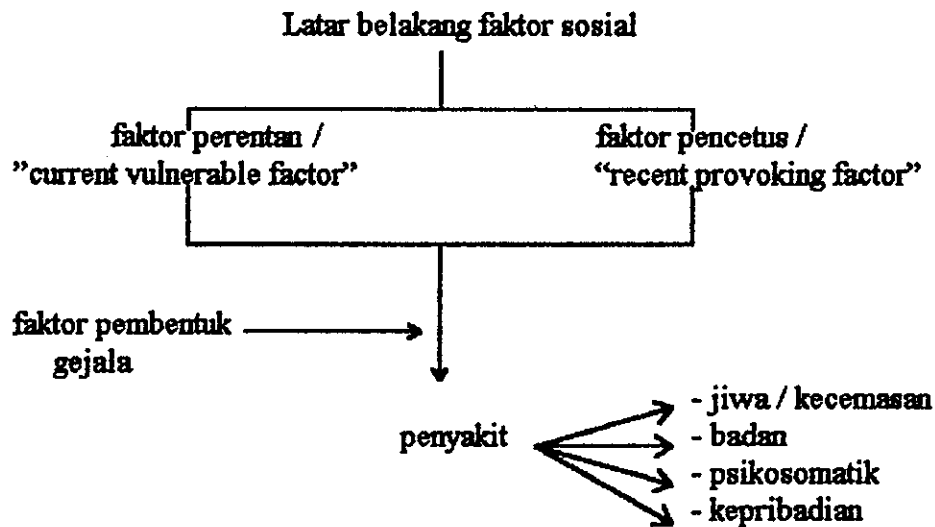 Latar belakang faktor sosial
faktor perentan /
”current vulnerable factor”
faktor pencetus /
“recent provoking factor”
faktor pembentuk
gejala
penyakit
- jiwa / kecemasan
- badan
- psikosomatik
- kepribadian